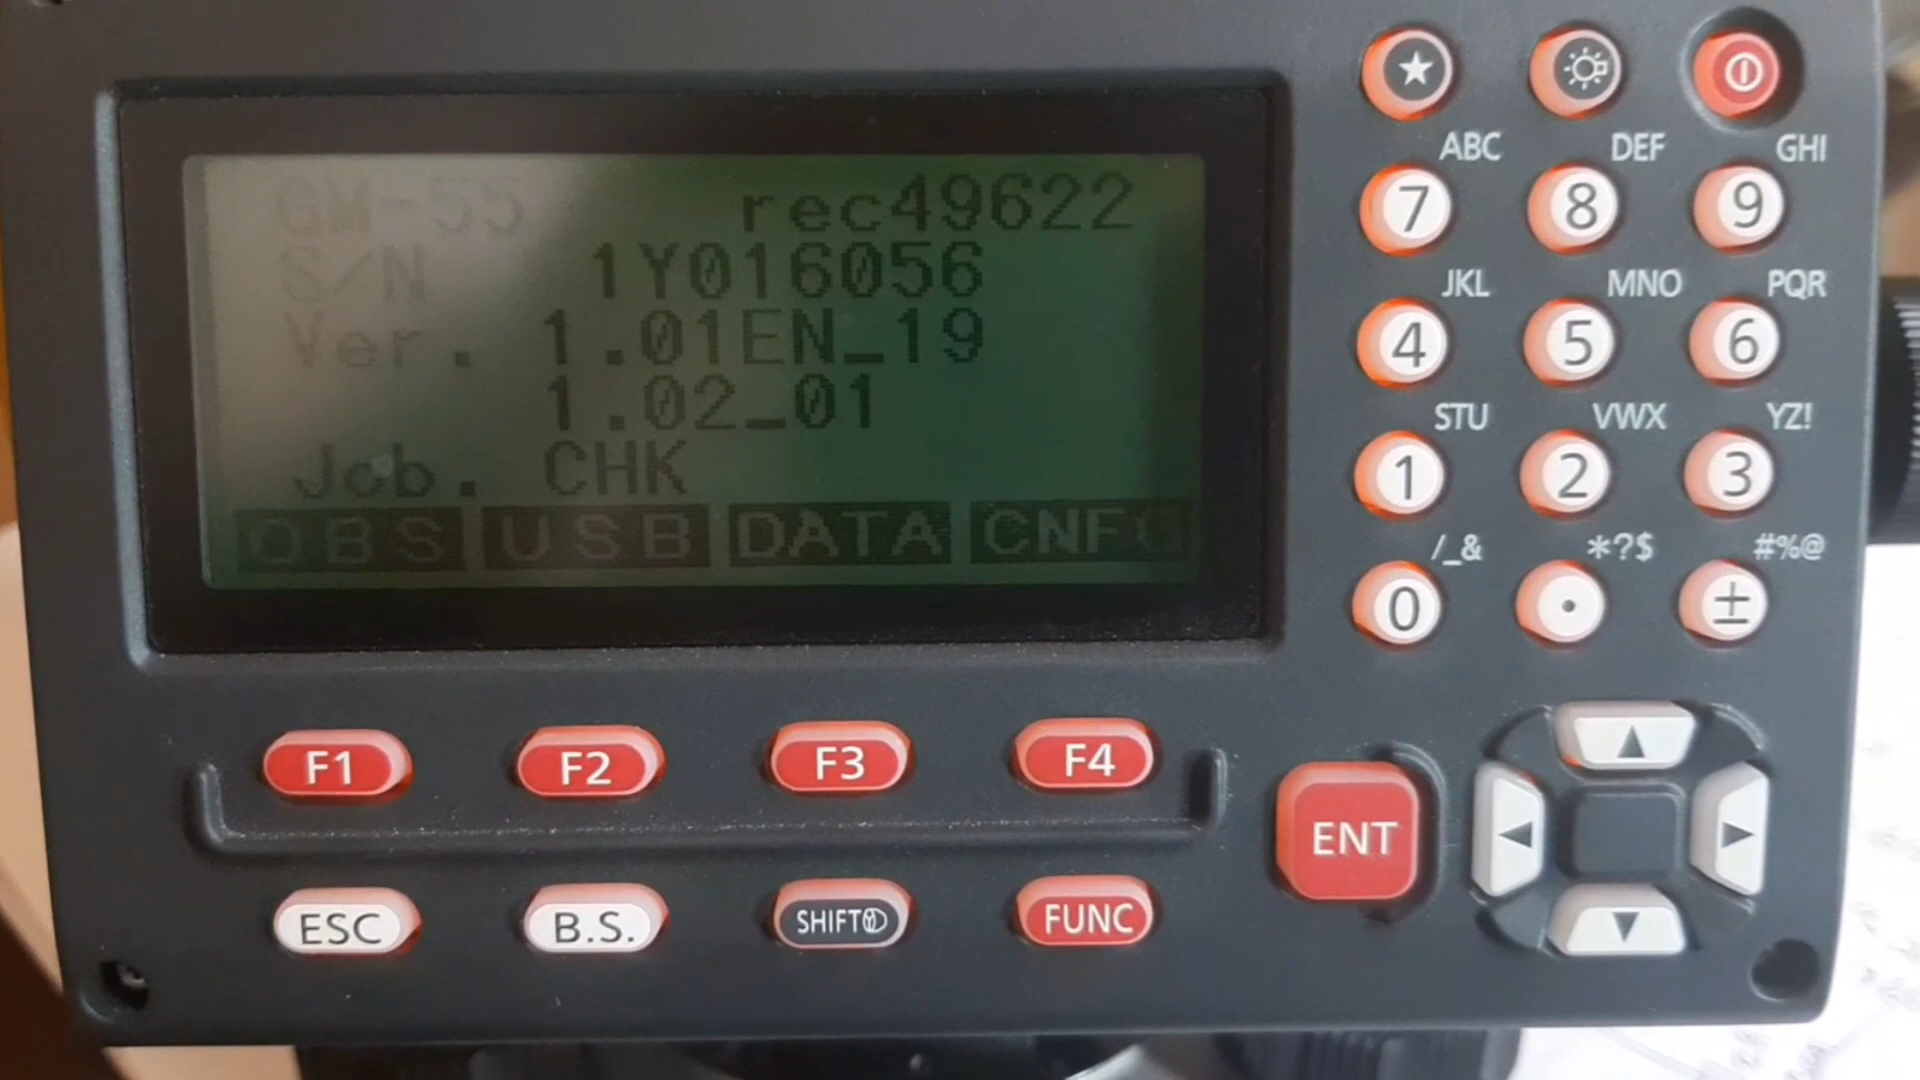 GM-55 rec49622
S/N 1Y016056
Ver. 1.01EN_19
1.02_01
Job. CHK
OBS USB DATA CNFG
ABC DEF GHI
7 8 9
JKL MNO PQR
4 5 6
STU VWX YZ!
1 2 3
/_& *?$ #%@
0 . ±
F1 F2 F3 F4
ENT
ESC B.S. SHIFT FUNC